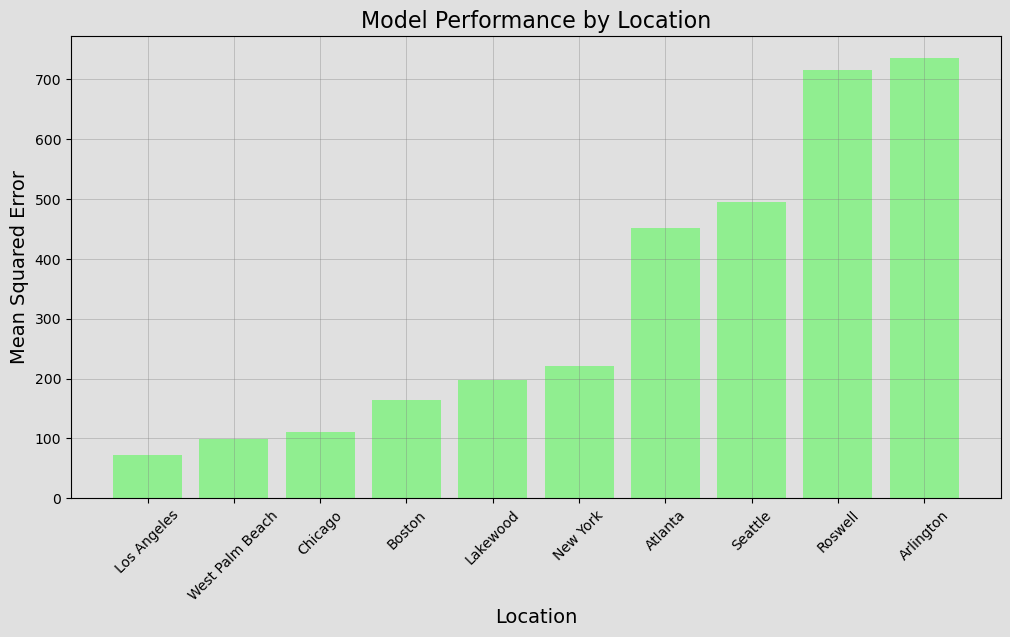 Model Performance by Location
Mean Squared Error
700
600
500
400
300
200
100
0
Los Angeles
West Palm Beach
Chicago
Boston
Lakewood
New York
Atlanta
Seattle
Roswell
Arlington
Location